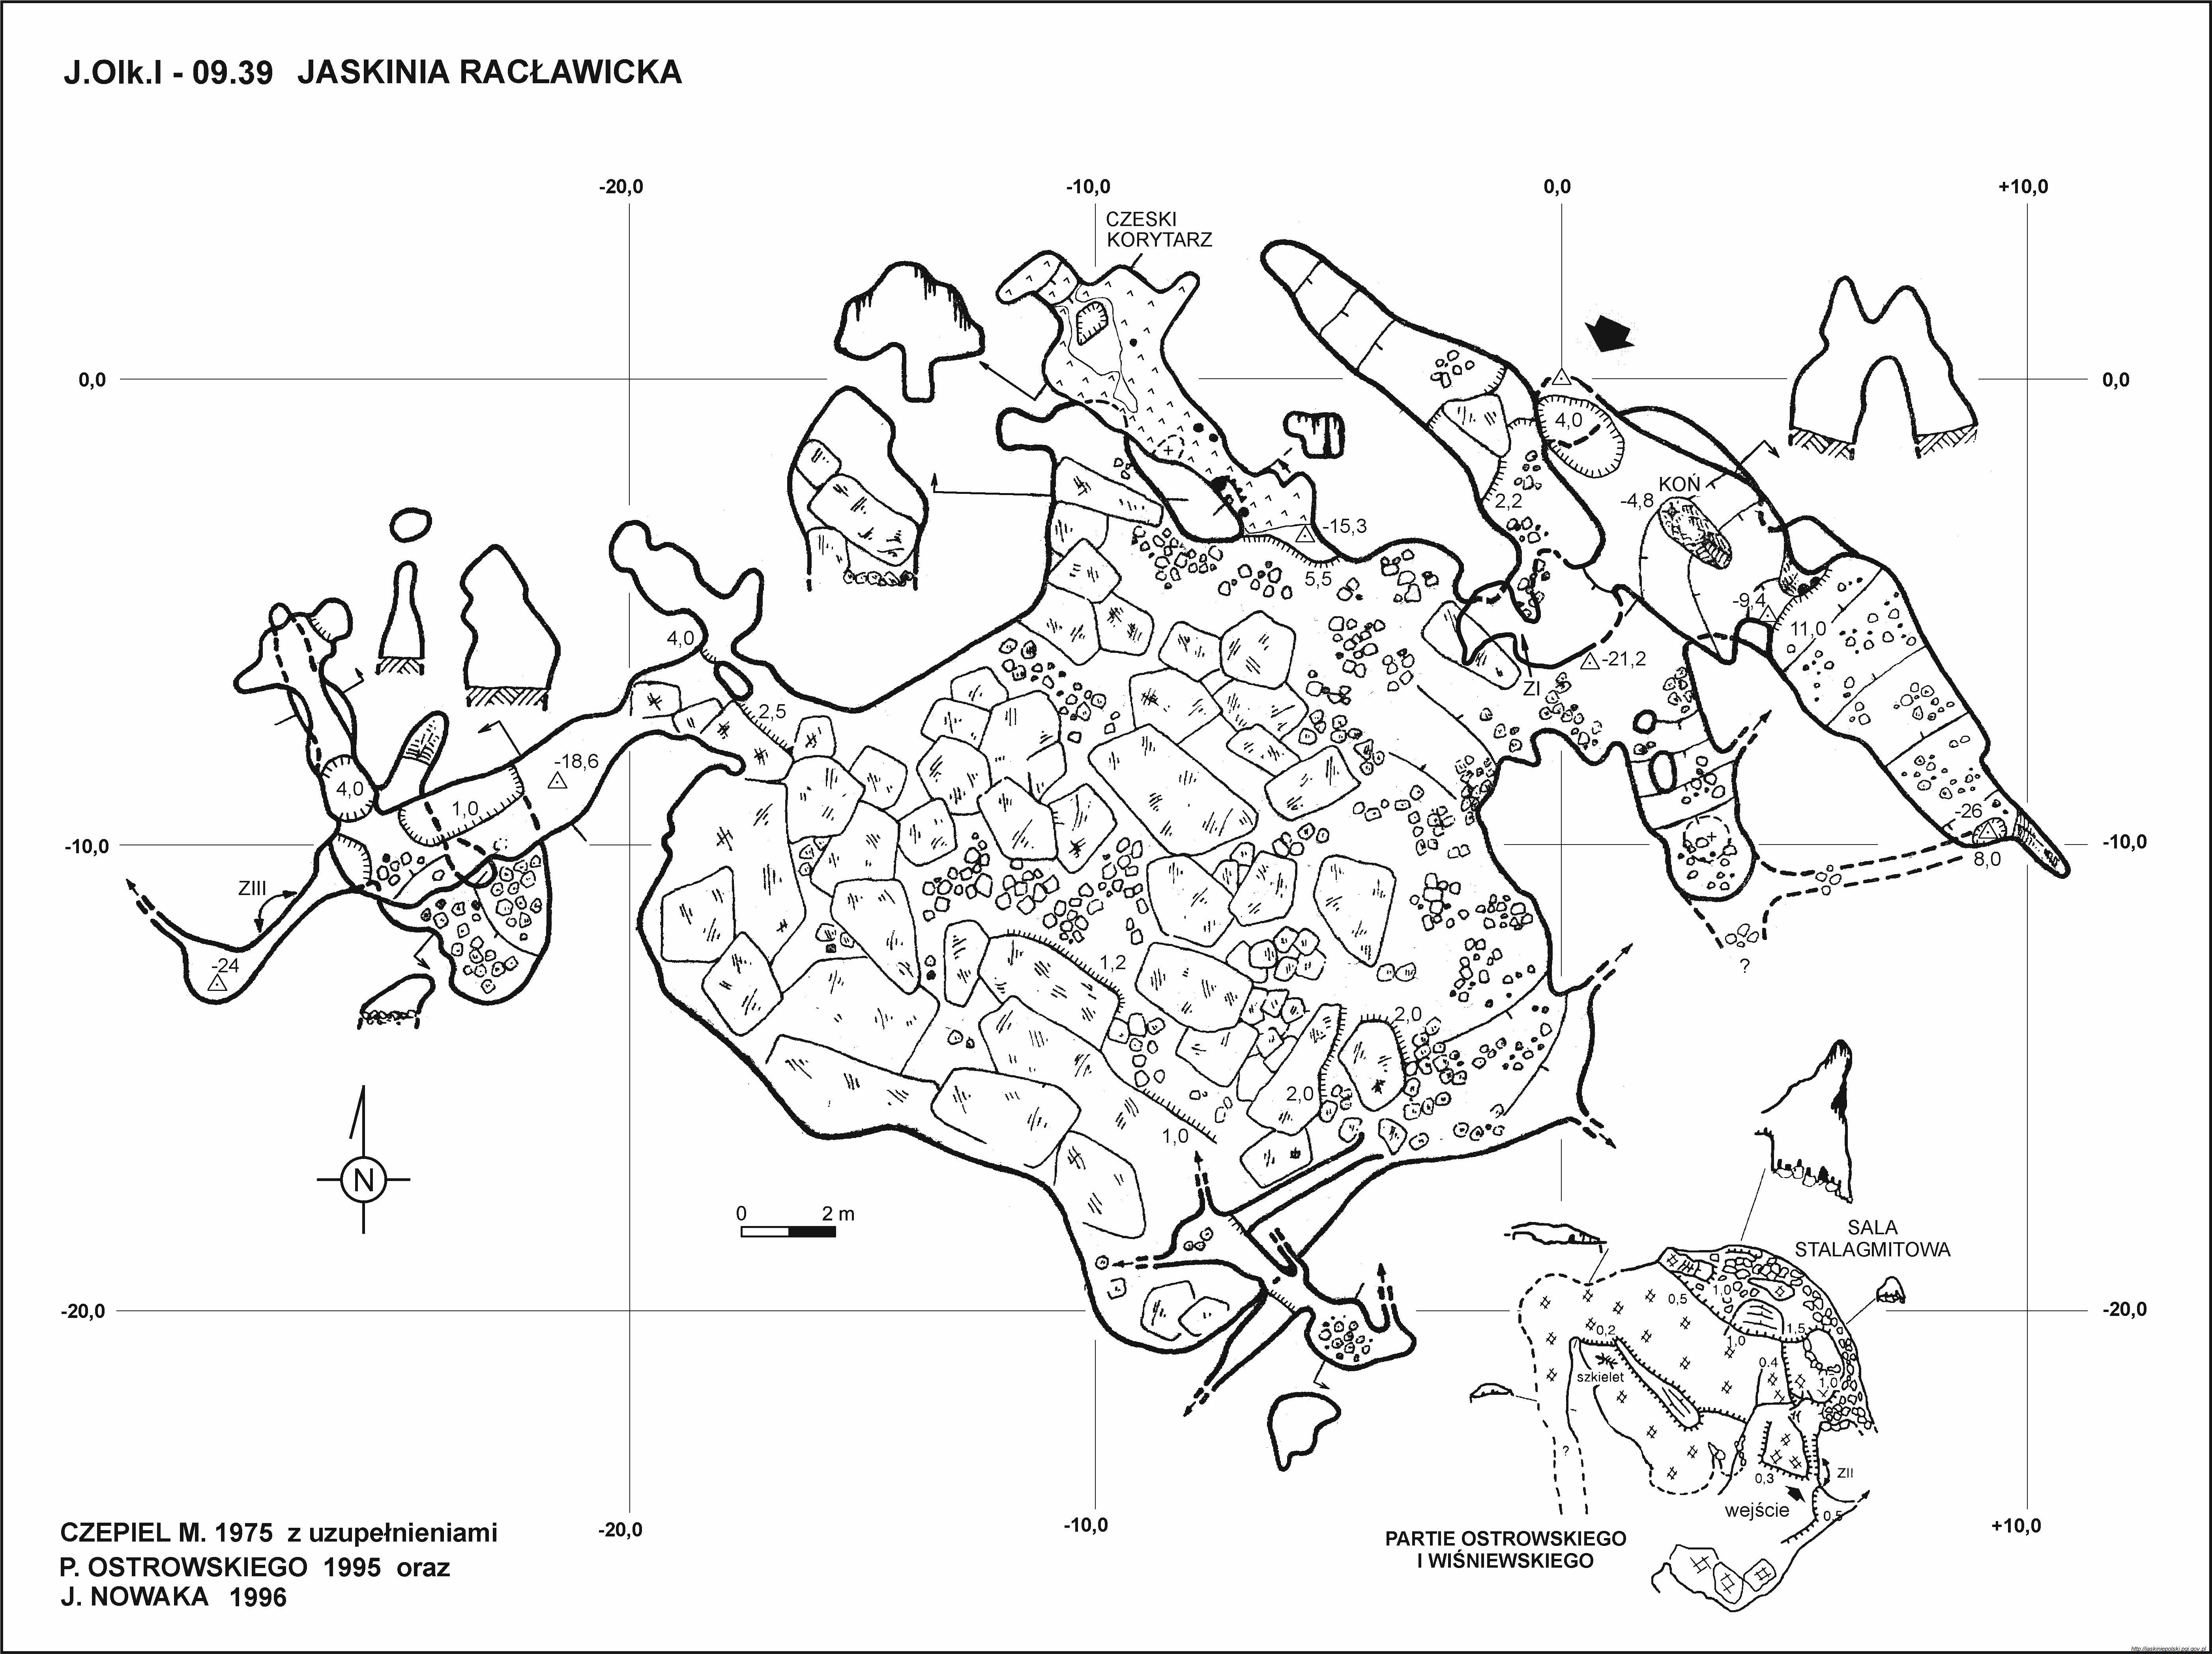 J.Olk.I - 09.39 JASKINIA RACŁAWICKA
-20,0
-10,0
0,0
+10,0
CZESKI
KORYTARZ
0,0
0,0
4,0
KOŃ
-4,8
2,2
-15,3
5,5
-9,4
11,0
4,0
-21,2
ZI
2,5
-18,6
4,0
1,0
-26
8,0
-10,0
-10,0
ZIII
-24
1,2
?
2,0
2,0
1,0
N
0
2 m
SALA
STALAGMITOWA
-20,0
-20,0
0,5
1,0
1,0
1,5
0,2
szkielet
0.4
1,0
?
0,3
ZII
wejście
0,5
-20,0
-10,0
+10,0
PARTIE OSTROWSKIEGO
I WIŚNIEWSKIEGO
CZEPIEL M. 1975 z uzupełnieniami
P. OSTROWSKIEGO 1995 oraz
J. NOWAKA 1996
http://jaskiniepolski.pgi.gov.pl